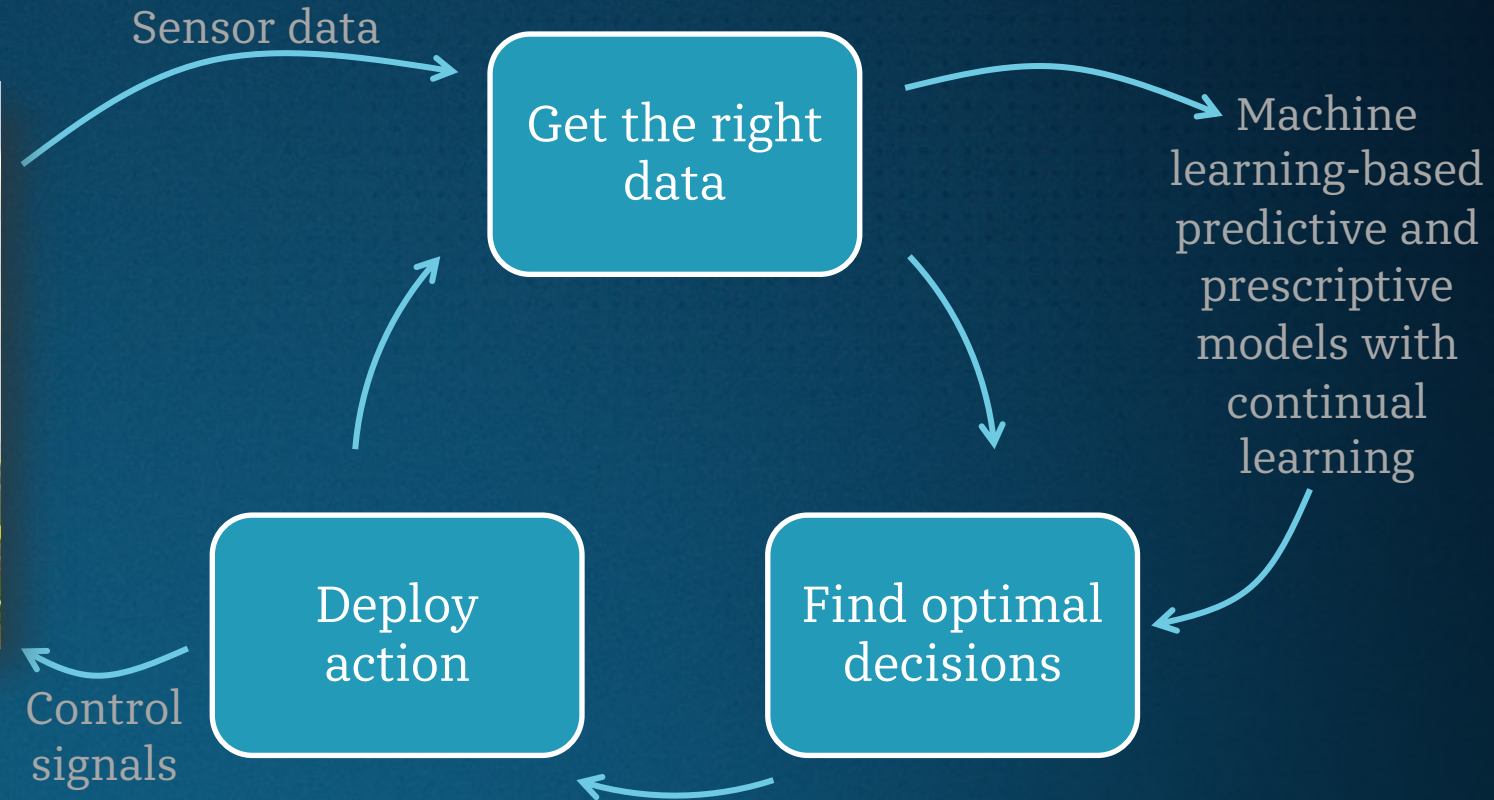 Sensor data
Get the right
data
Machine
learning-based
predictive and
prescriptive
models with
continual
learning
Deploy
action
Find optimal
decisions
Control
signals